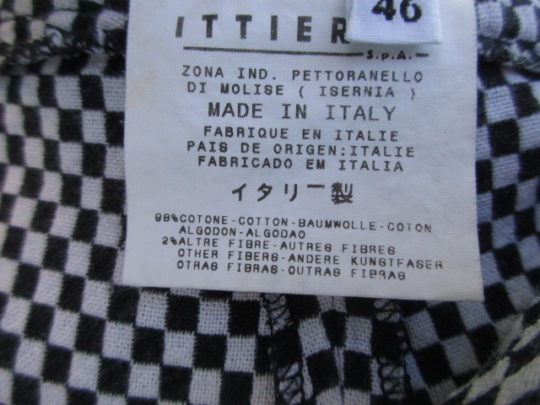 46
ITTIER
S.p.A.
ZONA IND. PETTORANELLO
DI MOLISE ( ISERNIA )
MADE IN ITALY
FABRIQUE EN ITALIE
PAIS DE ORIGEN:ITALIE
FABRICADO EM ITALIA
イタリー製
98%COTONE-COTTON-BAUMWOLLE-COTON
ALGODON-ALGODAO
2%ALTRE FIBRE-AUTRES FIBRES
OTHER FIBERS-ANDERE KUNSTFASER
OTRAS FIBRAS-OUTRAS FIBRAS